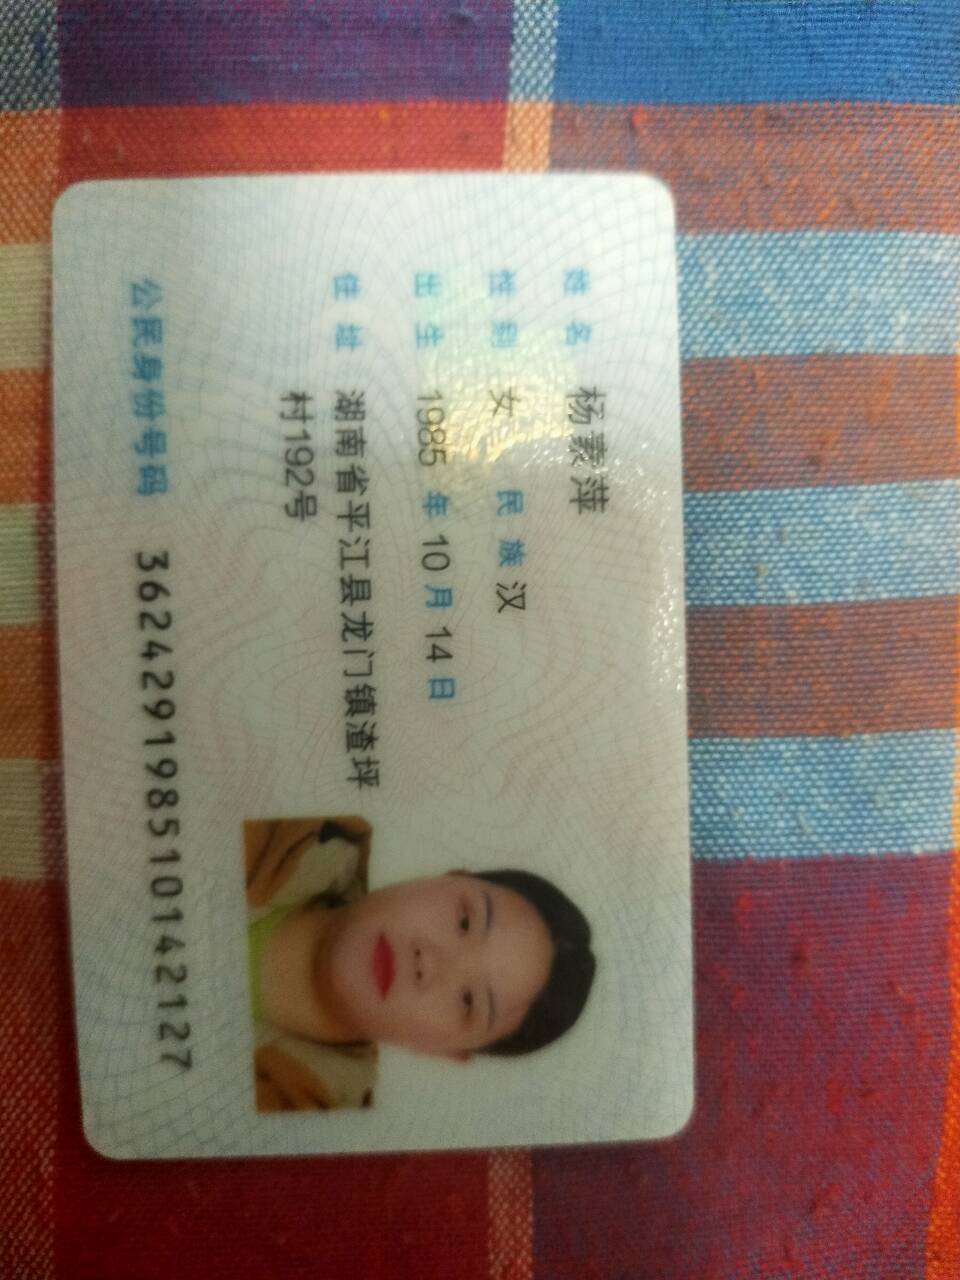 姓名 杨素萍
性别 女 民族 汉
出生 1985 年 10 月 14 日
住址 湖南省平江县龙门镇渣坪
村192号
公民身份号码 362429198510142127